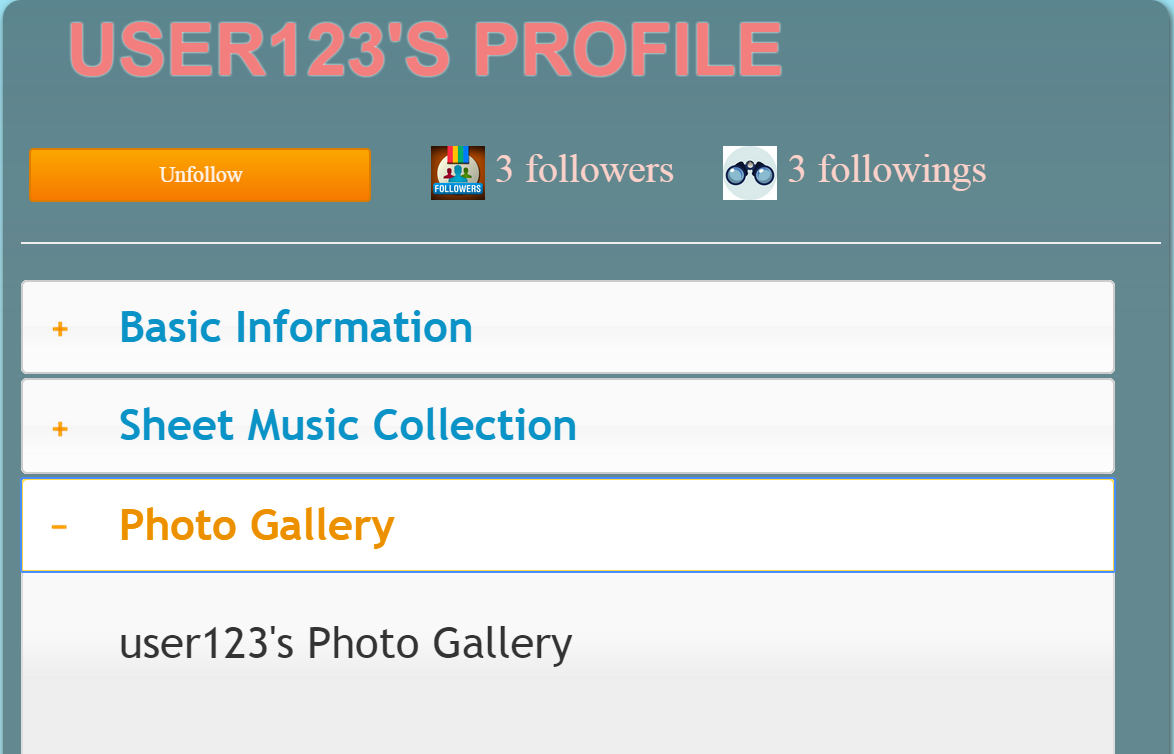 USER123'S PROFILE
Unfollow
FOLLOWERS
3 followers
3 followings
+ Basic Information
+ Sheet Music Collection
– Photo Gallery
user123's Photo Gallery